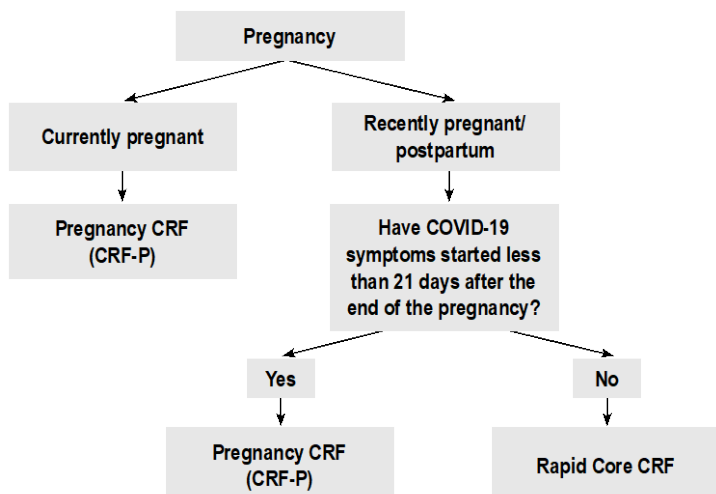 Pregnancy
Currently pregnant
Recently pregnant/
postpartum
Pregnancy CRF
(CRF-P)
Have COVID-19
symptoms started less
than 21 days after the
end of the pregnancy?
Yes
No
Pregnancy CRF
(CRF-P)
Rapid Core CRF